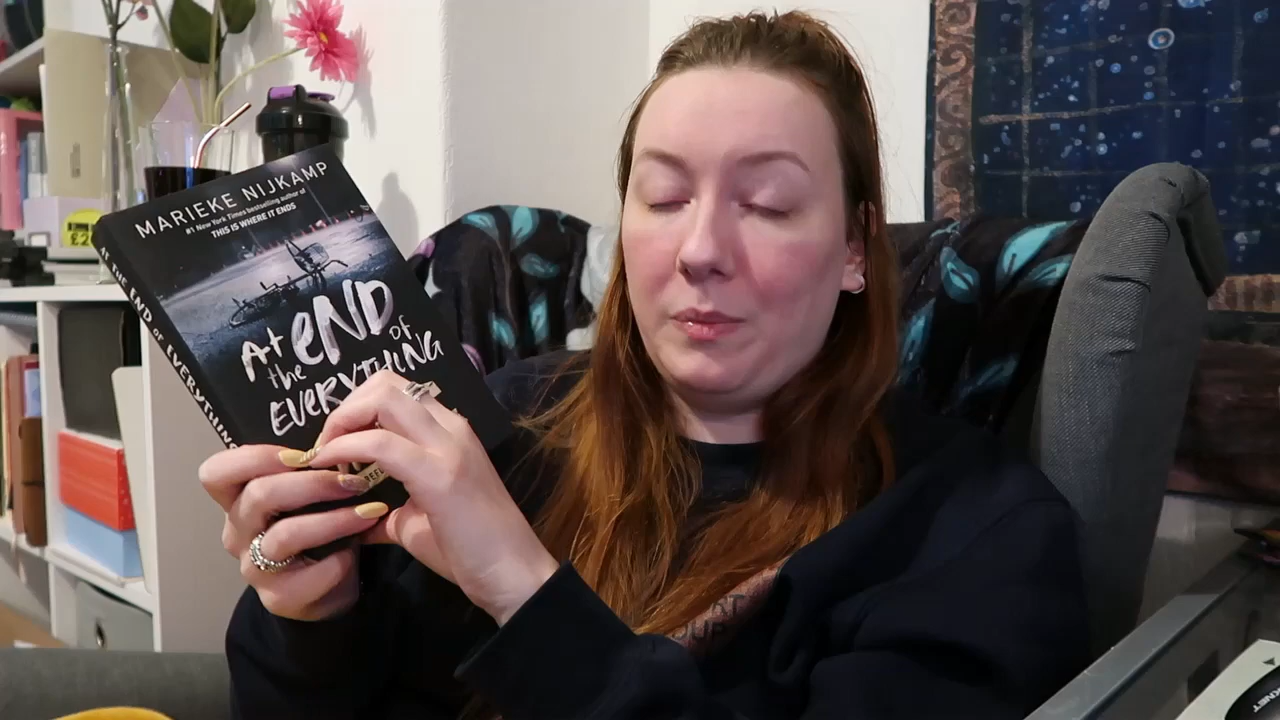 MARIEKE NIJKAMP
#1 New York Times bestselling author of
THIS IS WHERE IT ENDS
At
the
eND
OF
EVERYTHING
AT THE END OF EVERYTHING
£2